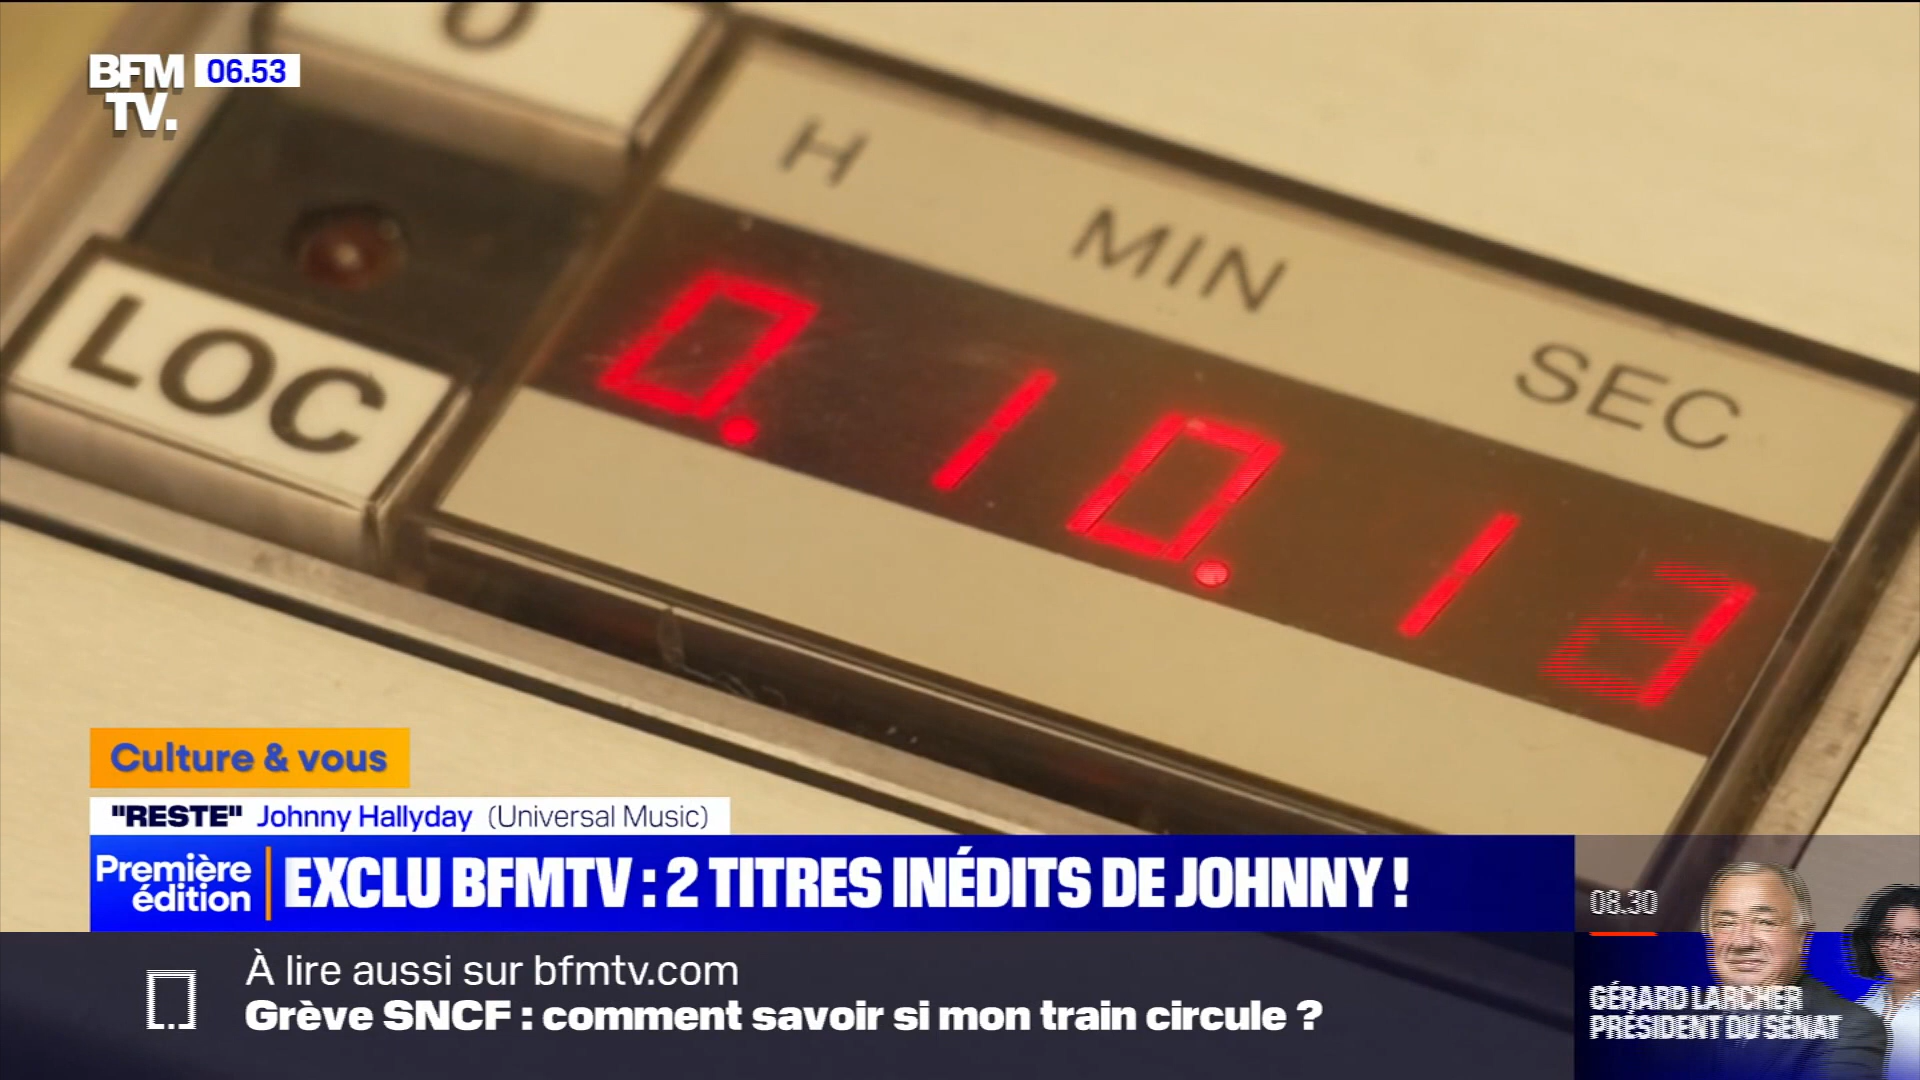 BFM
TV.
06.53
0
H
MIN
SEC
LOC
0.10.1
Culture & vous
"RESTE" Johnny Hallyday (Universal Music)
Première
édition
EXCLU BFMTV : 2 TITRES INÉDITS DE JOHNNY !
08.30
À lire aussi sur bfmtv.com
Grève SNCF : comment savoir si mon train circule ?
GÉRARD LARCHER
PRÉSIDENT DU SÉNAT